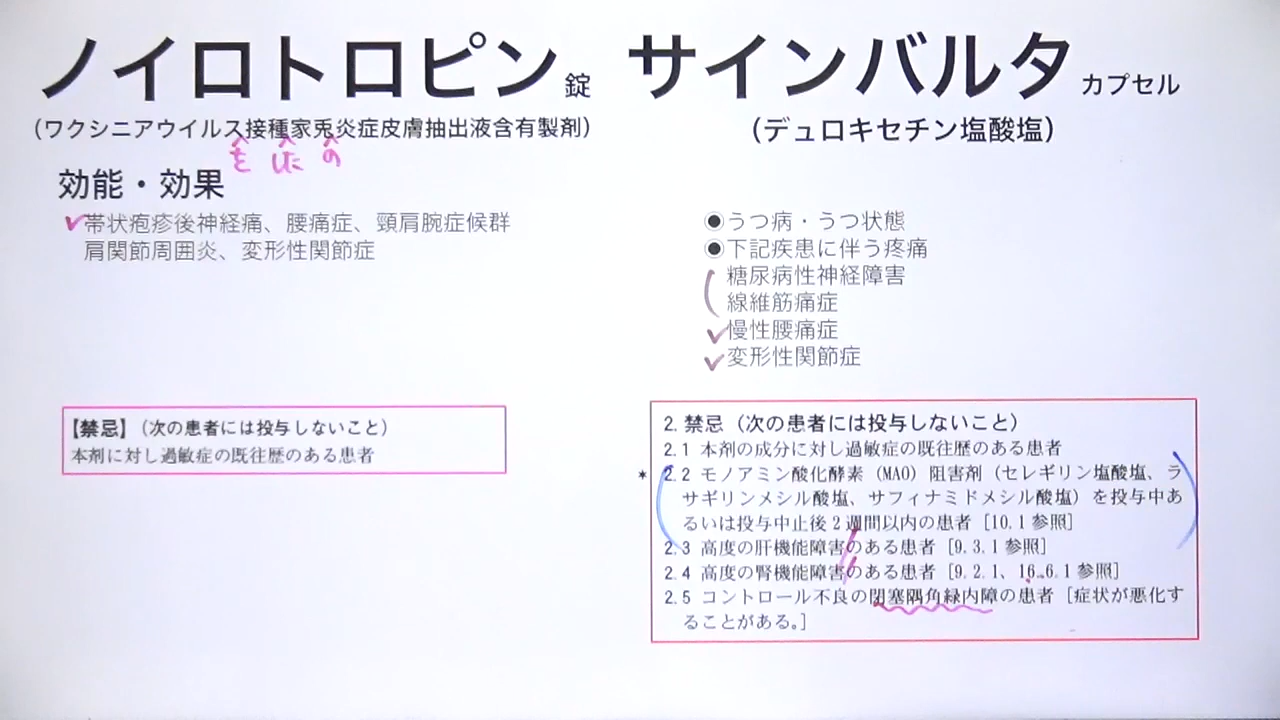 ノイロトロピン錠
(ワクシニアウイルス接種家兎炎症皮膚抽出液含有製剤)
を した の
効能・効果
帯状疱疹後神経痛、腰痛症、頸肩腕症候群
肩関節周囲炎、変形性関節症
【禁忌】(次の患者には投与しないこと)
本剤に対し過敏症の既往歴のある患者
サインバルタカプセル
(デュロキセチン塩酸塩)
●うつ病・うつ状態
●下記疾患に伴う疼痛
糖尿病性神経障害
線維筋痛症
慢性腰痛症
変形性関節症
2. 禁忌(次の患者には投与しないこと)
2.1 本剤の成分に対し過敏症の既往歴のある患者
* 2.2 モノアミン酸化酵素(MAO)阻害剤(セレギリン塩酸塩、ラ
サギリンメシル酸塩、サフィナミドメシル酸塩)を投与中あ
るいは投与中止後2週間以内の患者[10.1参照]
2.3 高度の肝機能障害のある患者[9.3.1参照]
2.4 高度の腎機能障害のある患者[9.2.1、16.6.1参照]
2.5 コントロール不良の閉塞隅角緑内障の患者[症状が悪化す
ることがある。]